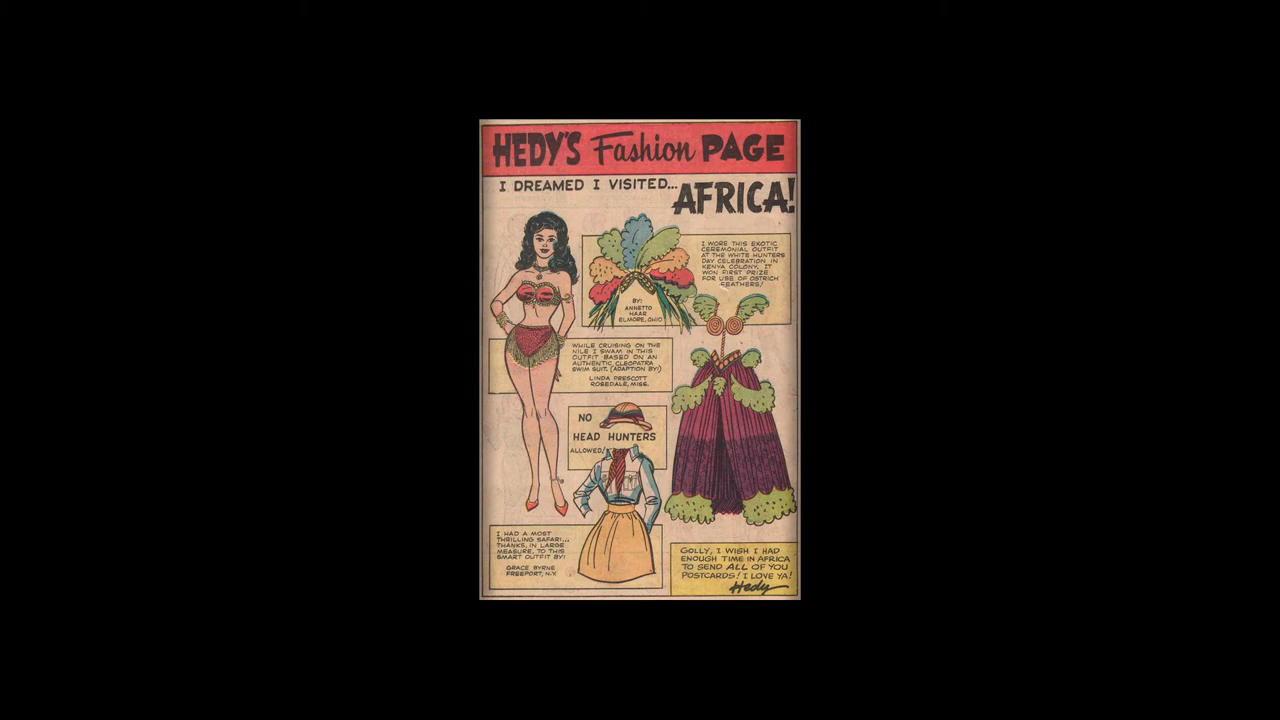 HEDY'S Fashion PAGE
I DREAMED I VISITED...
AFRICA!
I WORE THIS EXOTIC
CEREMONIAL OUTFIT
AT THE WHITE HUNTERS
DAY CELEBRATION IN
KENYA COLONY. IT
WON FIRST PRIZE
FOR USE OF OSTRICH
FEATHERS!
BY:
ANNETTO
HAAR
ELMORE, OHIO
WHILE CRUISING ON THE
NILE I SWAM IN THIS
OUTFIT BASED ON AN
AUTHENTIC CLEOPATRA
SWIM SUIT. (ADAPTION BY!)
LINDA PRESCOTT
ROSEDALE, MISS.
NO
HEAD HUNTERS
ALLOWED!
I HAD A MOST
THRILLING SAFARI...
THANKS, IN LARGE
MEASURE, TO THIS
SMART OUTFIT BY!
GRACE BYRNE
FREEPORT, N.Y.
GOLLY, I WISH I HAD
ENOUGH TIME IN AFRICA
TO SEND ALL OF YOU
POSTCARDS! I LOVE YA!
Hedy